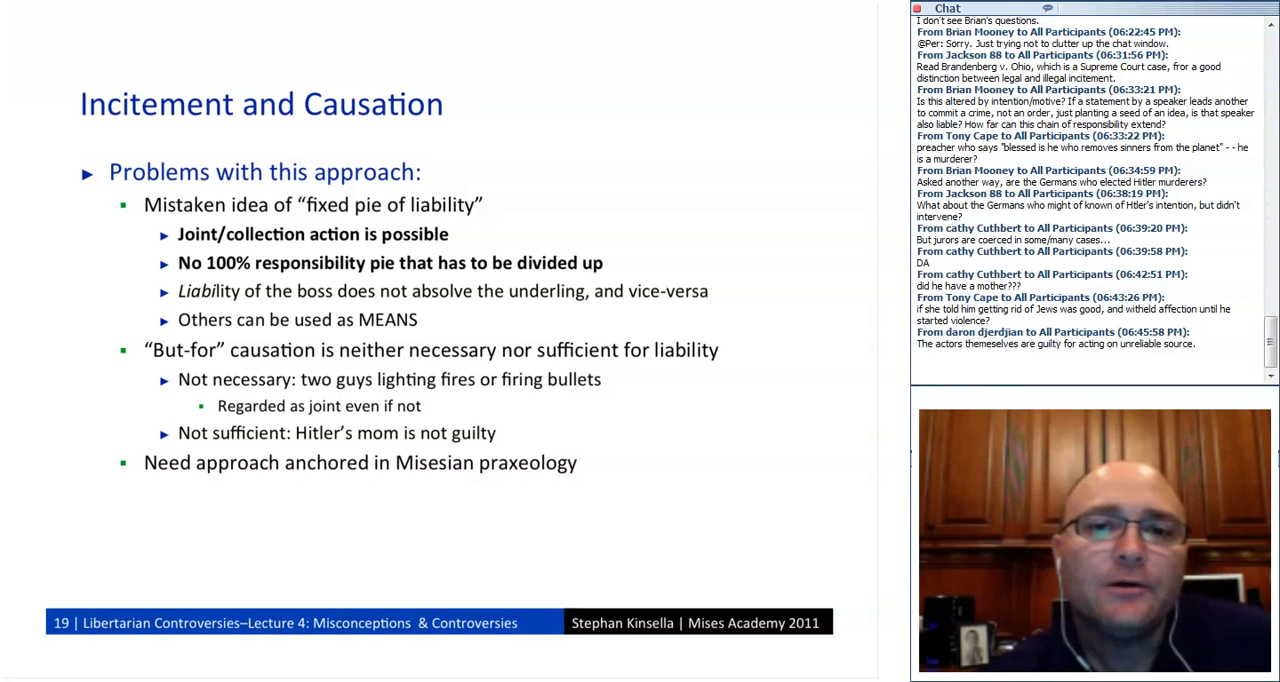 Incitement and Causation
► Problems with this approach:
▪ Mistaken idea of “fixed pie of liability”
► Joint/collection action is possible
► No 100% responsibility pie that has to be divided up
► Liability of the boss does not absolve the underling, and vice-versa
► Others can be used as MEANS
▪ “But-for” causation is neither necessary nor sufficient for liability
► Not necessary: two guys lighting fires or firing bullets
▪ Regarded as joint even if not
► Not sufficient: Hitler’s mom is not guilty
▪ Need approach anchored in Misesian praxeology
19 | Libertarian Controversies–Lecture 4: Misconceptions & Controversies
Stephan Kinsella | Mises Academy 2011
Chat
I don't see Brian's questions.
From Brian Mooney to All Participants (06:22:45 PM):
@Per: Sorry. Just trying not to clutter up the chat window.
From Jackson 88 to All Participants (06:31:56 PM):
Read Brandenberg v. Ohio, which is a Supreme Court case, fror a good
distinction between legal and illegal incitement.
From Brian Mooney to All Participants (06:33:21 PM):
Is this altered by intention/motive? If a statement by a speaker leads another
to commit a crime, not an order, just planting a seed of an idea, is that speaker
also liable? How far can this chain of responsibility extend?
From Tony Cape to All Participants (06:33:22 PM):
preacher who says "blessed is he who removes sinners from the planet" - - he
is a murderer?
From Brian Mooney to All Participants (06:34:59 PM):
Asked another way, are the Germans who elected Hitler murderers?
From Jackson 88 to All Participants (06:38:19 PM):
What about the Germans who might of known of Htler's intention, but didn't
intervene?
From cathy Cuthbert to All Participants (06:39:20 PM):
But jurors are coerced in some/many cases...
From cathy Cuthbert to All Participants (06:39:58 PM):
DA
From cathy Cuthbert to All Participants (06:42:51 PM):
did he have a mother???
From Tony Cape to All Participants (06:43:26 PM):
if she told him getting rid of Jews was good, and witheld affection until he
started violence?
From daron djerdjian to All Participants (06:45:58 PM):
The actors themeselves are guilty for acting on unreliable source.